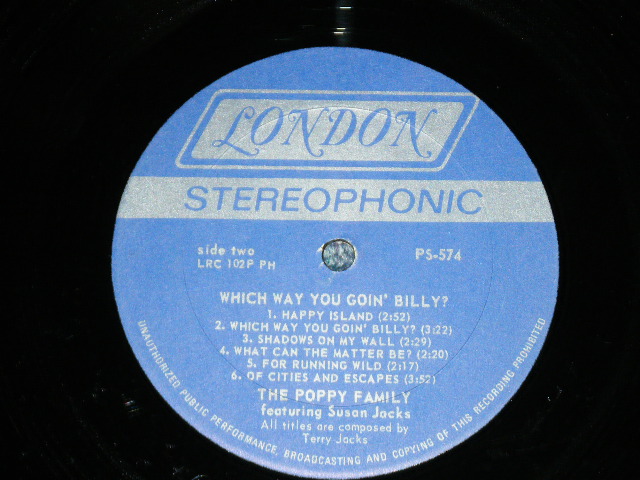 LONDON
STEREOPHONIC
side two
LRC 102P PH
PS-574
WHICH WAY YOU GOIN' BILLY?
1. HAPPY ISLAND (2:52)
2. WHICH WAY YOU GOIN' BILLY? (3:22)
3. SHADOWS ON MY WALL (2:29)
4. WHAT CAN THE MATTER BE? (2:20)
5. FOR RUNNING WILD (2:17)
6. OF CITIES AND ESCAPES (3:52)
THE POPPY FAMILY
featuring Susan Jacks
All titles are composed by
Terry Jacks
UNAUTHORIZED PUBLIC PERFORMANCE, BROADCASTING AND COPYING OF THIS RECORDING PROHIBITED